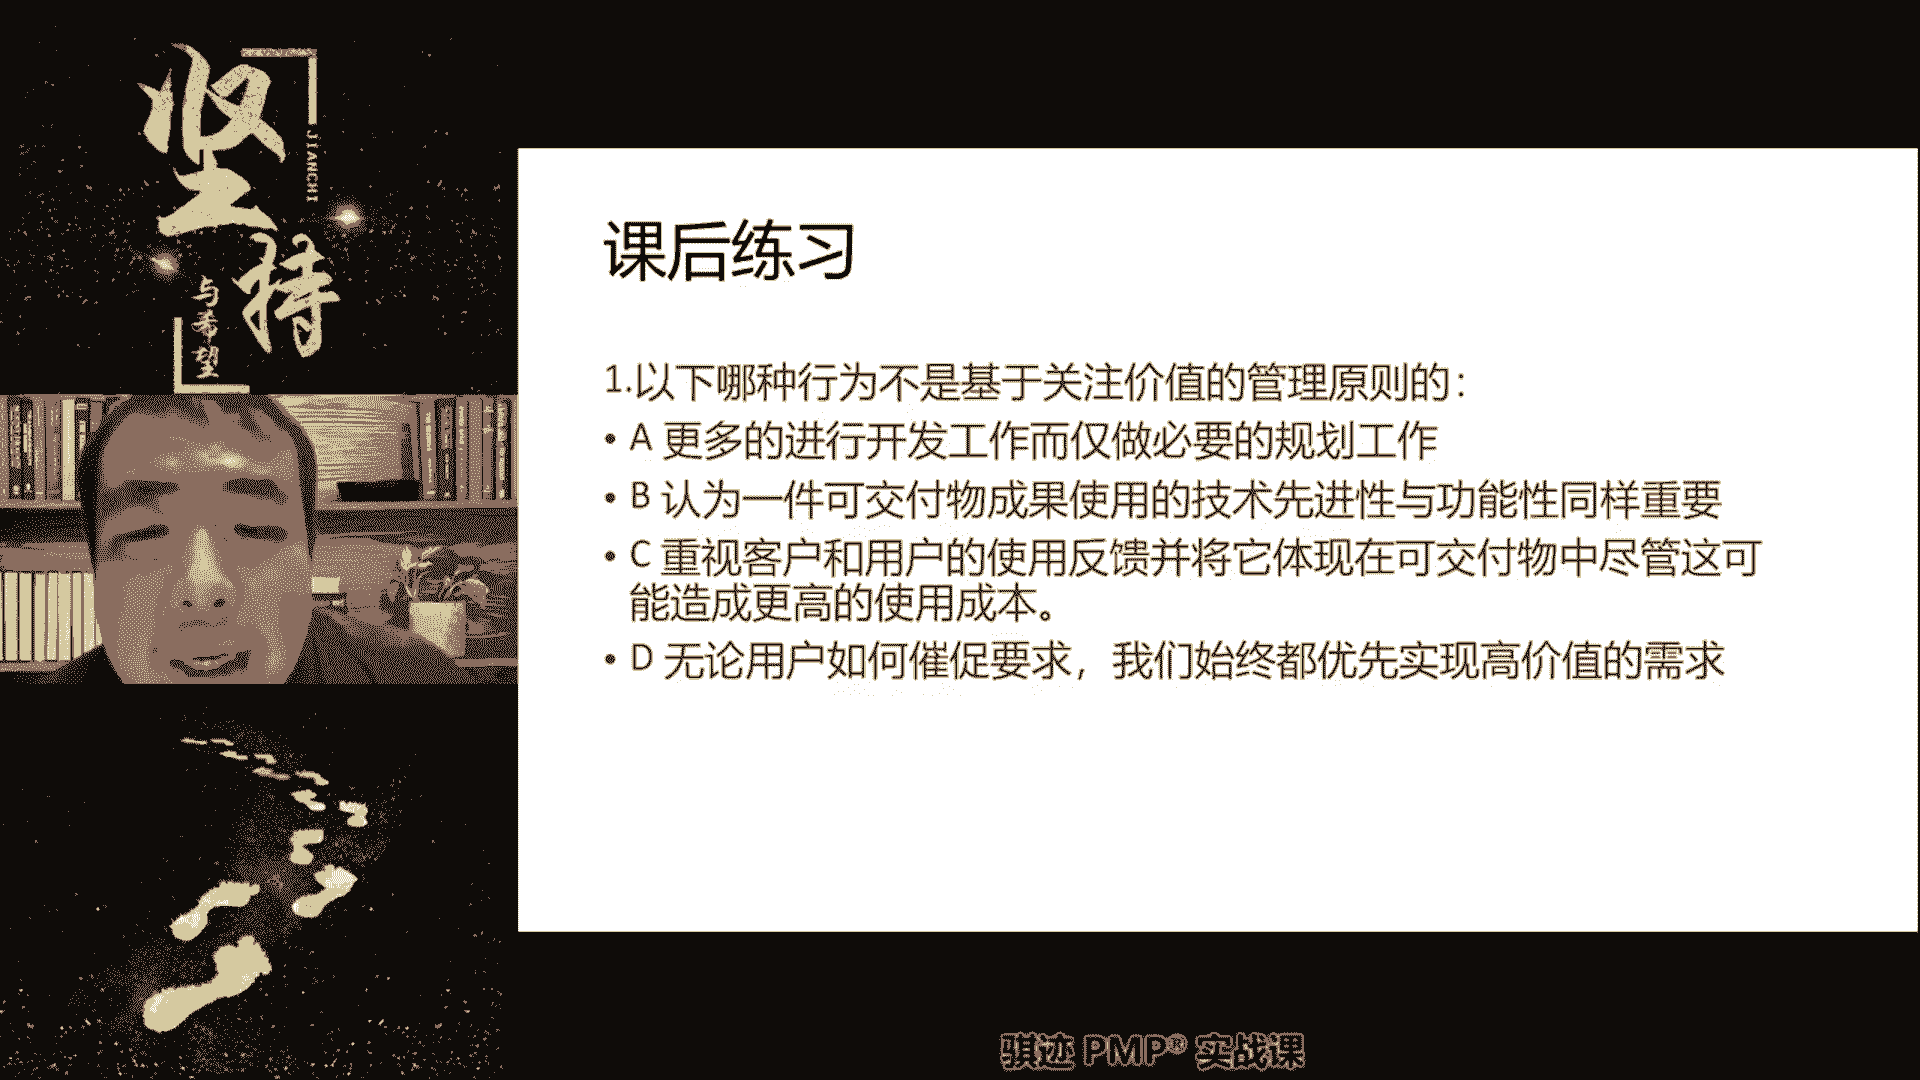 坚持
JIANCHI
与希望
课后练习
1.以下哪种行为不是基于关注价值的管理原则的：
• A 更多的进行开发工作而仅做必要的规划工作
• B 认为一件可交付物成果使用的技术先进性与功能性同样重要
• C 重视客户和用户的使用反馈并将它体现在可交付物中尽管这可
能造成更高的使用成本。
• D 无论用户如何催促要求，我们始终都优先实现高价值的需求
骐迹 PMP® 实战课